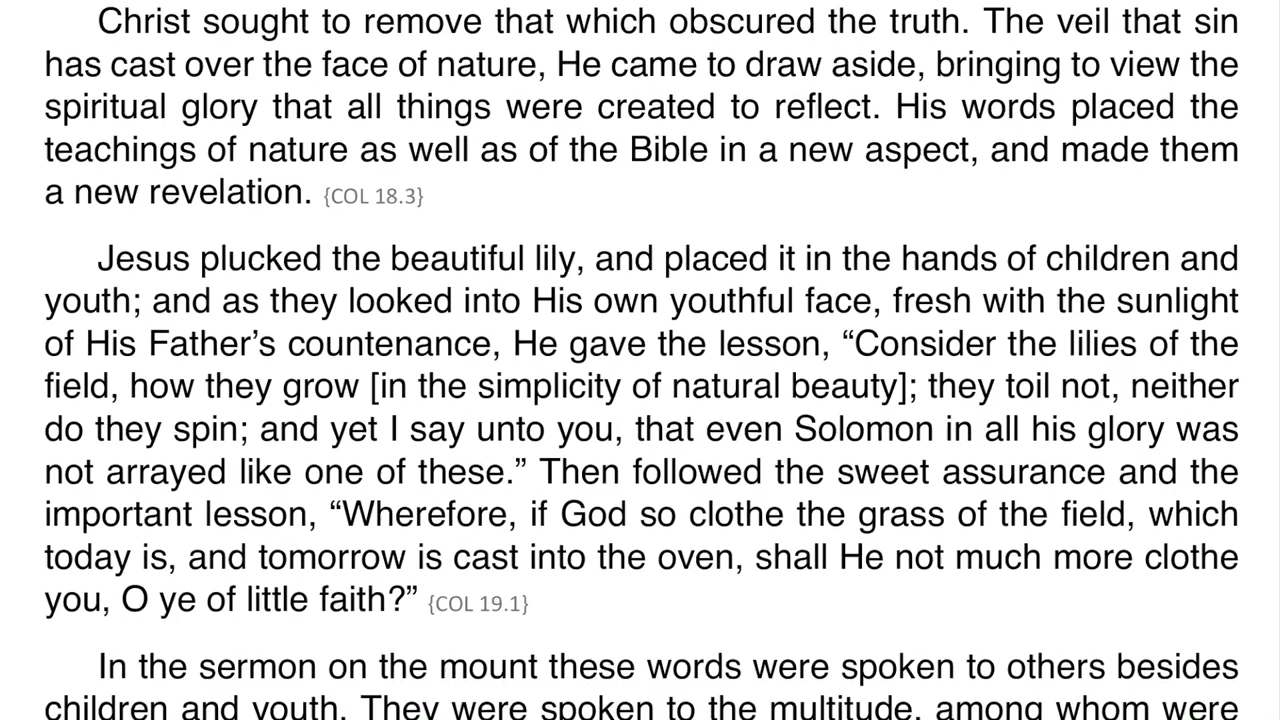 Christ sought to remove that which obscured the truth. The veil that sin
has cast over the face of nature, He came to draw aside, bringing to view the
spiritual glory that all things were created to reflect. His words placed the
teachings of nature as well as of the Bible in a new aspect, and made them
a new revelation. {COL 18.3}
Jesus plucked the beautiful lily, and placed it in the hands of children and
youth; and as they looked into His own youthful face, fresh with the sunlight
of His Father’s countenance, He gave the lesson, “Consider the lilies of the
field, how they grow [in the simplicity of natural beauty]; they toil not, neither
do they spin; and yet I say unto you, that even Solomon in all his glory was
not arrayed like one of these.” Then followed the sweet assurance and the
important lesson, “Wherefore, if God so clothe the grass of the field, which
today is, and tomorrow is cast into the oven, shall He not much more clothe
you, O ye of little faith?” {COL 19.1}
In the sermon on the mount these words were spoken to others besides
children and youth. They were spoken to the multitude, among whom were